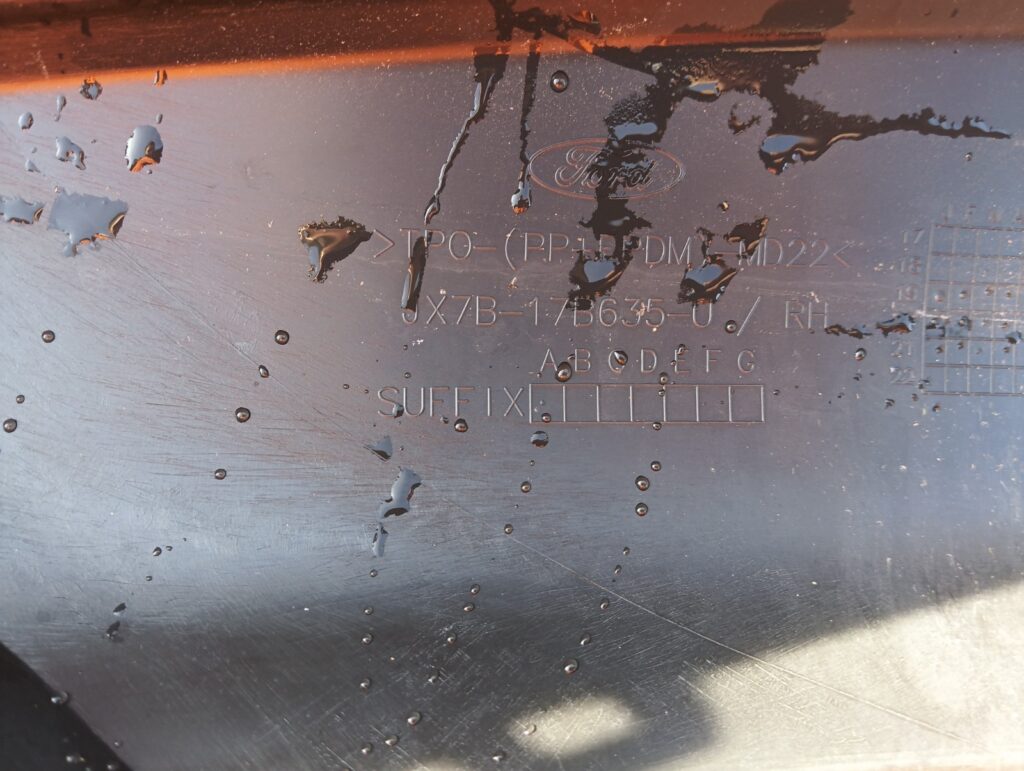 Ford
>TPO-(PP+EPDM)-MD22<
JX7B-17B635-U / RH
A B C D E F G
SUFFIX